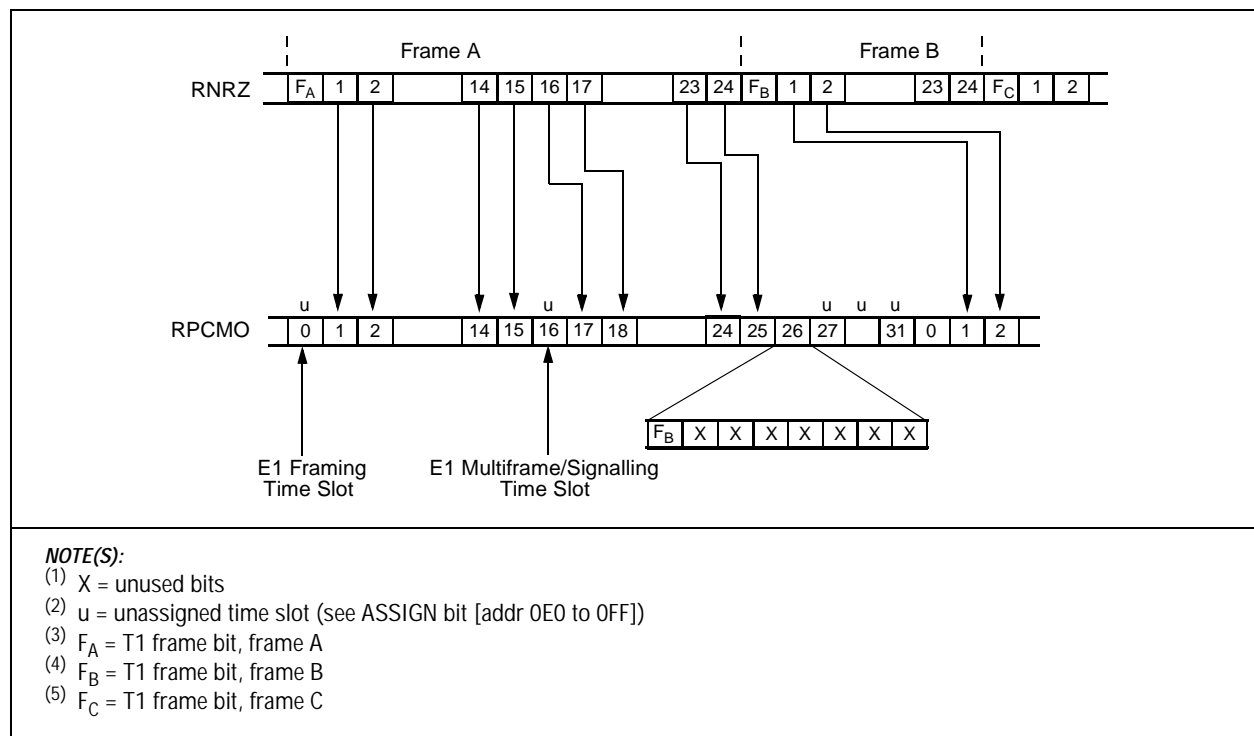 Frame A Frame B
RNRZ FA 1 2 14 15 16 17 23 24 FB 1 2 23 24 FC 1 2
u u u u u
RPCMO 0 1 2 14 15 16 17 18 24 25 26 27 31 0 1 2
FB X X X X X X X
E1 Framing
Time Slot
E1 Multiframe/Signalling
Time Slot
NOTE(S):
(1) X = unused bits
(2) u = unassigned time slot (see ASSIGN bit [addr 0E0 to 0FF])
(3) FA = T1 frame bit, frame A
(4) FB = T1 frame bit, frame B
(5) FC = T1 frame bit, frame C